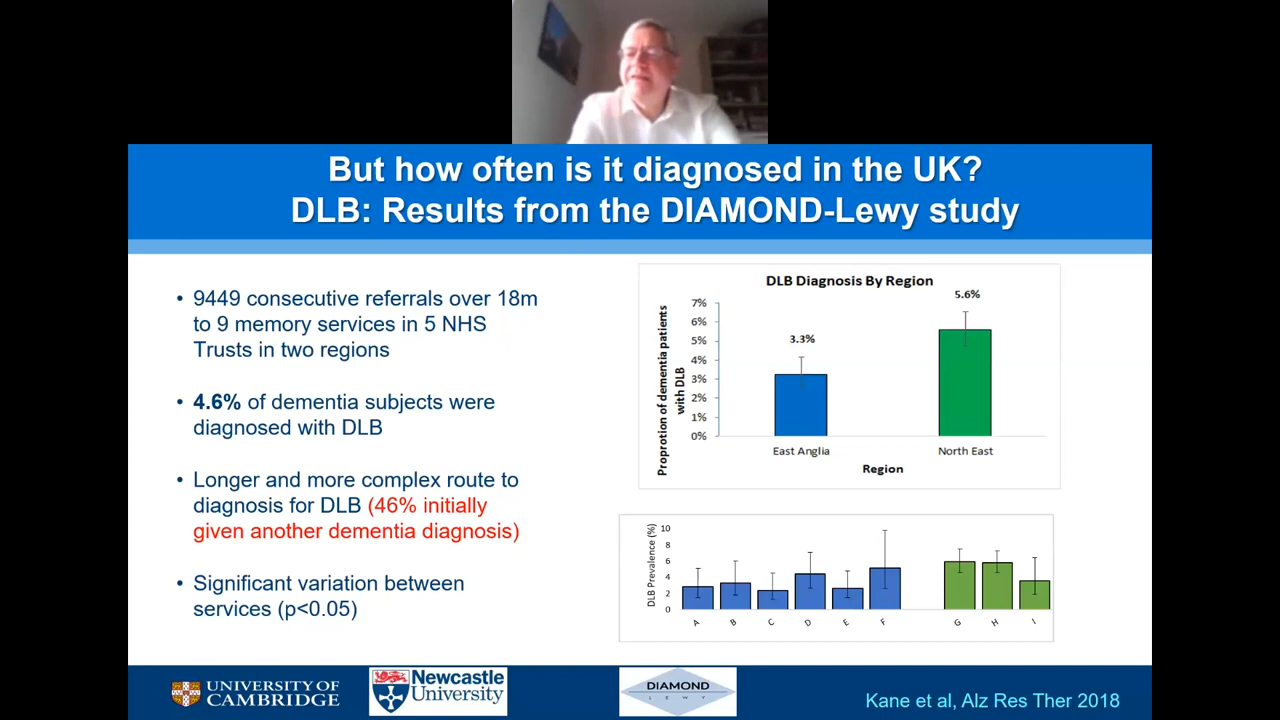 But how often is it diagnosed in the UK?
DLB: Results from the DIAMOND-Lewy study
• 9449 consecutive referrals over 18m
to 9 memory services in 5 NHS
Trusts in two regions
• 4.6% of dementia subjects were
diagnosed with DLB
• Longer and more complex route to
diagnosis for DLB (46% initially
given another dementia diagnosis)
• Significant variation between
services (p<0.05)
DLB Diagnosis By Region
Proprotion of dementia patients
with DLB
7%
6%
5%
4%
3%
2%
1%
0%
3.3%
5.6%
East Anglia
North East
Region
DLB Prevalence (%)
10
8
6
4
2
0
A
B
C
D
E
F
G
H
I
UNIVERSITY OF
CAMBRIDGE
Newcastle
University
DIAMOND
LEWY
Kane et al, Alz Res Ther 2018